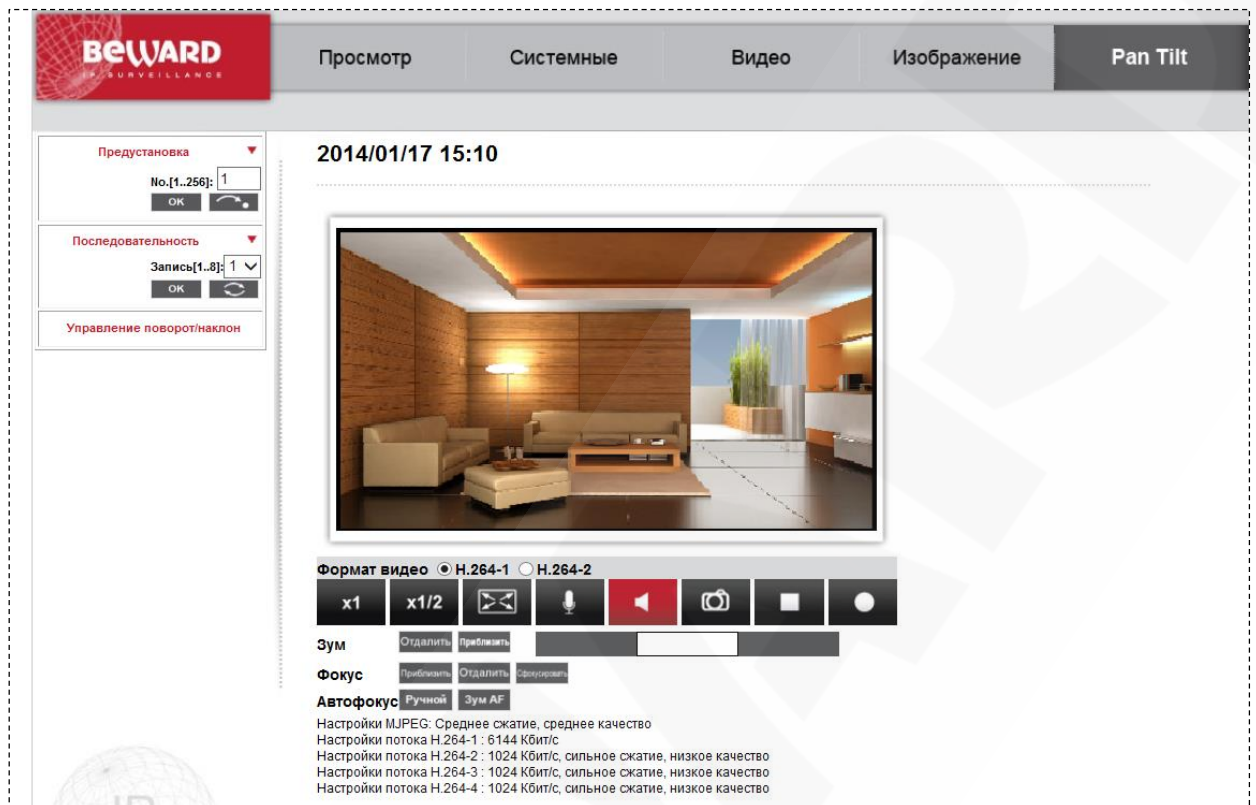 BEWARD
IP SURVEILLANCE
Просмотр
Системные
Видео
Изображение
Pan Tilt
Предустановка
No.[1..256]: 1
ОК
Последовательность
Запись[1..8]: 1
ОК
Управление поворот/наклон
2014/01/17 15:10
Формат видео H.264-1 H.264-2
x1 x1/2
Зум Отдалить Приблизить
Фокус Приблизить Отдалить Сфокусировать
Автофокус Ручной Зум AF
Настройки MJPEG: Среднее сжатие, среднее качество
Настройки потока H.264-1 : 6144 Кбит/с
Настройки потока H.264-2 : 1024 Кбит/с, сильное сжатие, низкое качество
Настройки потока H.264-3 : 1024 Кбит/с, сильное сжатие, низкое качество
Настройки потока H.264-4 : 1024 Кбит/с, сильное сжатие, низкое качество